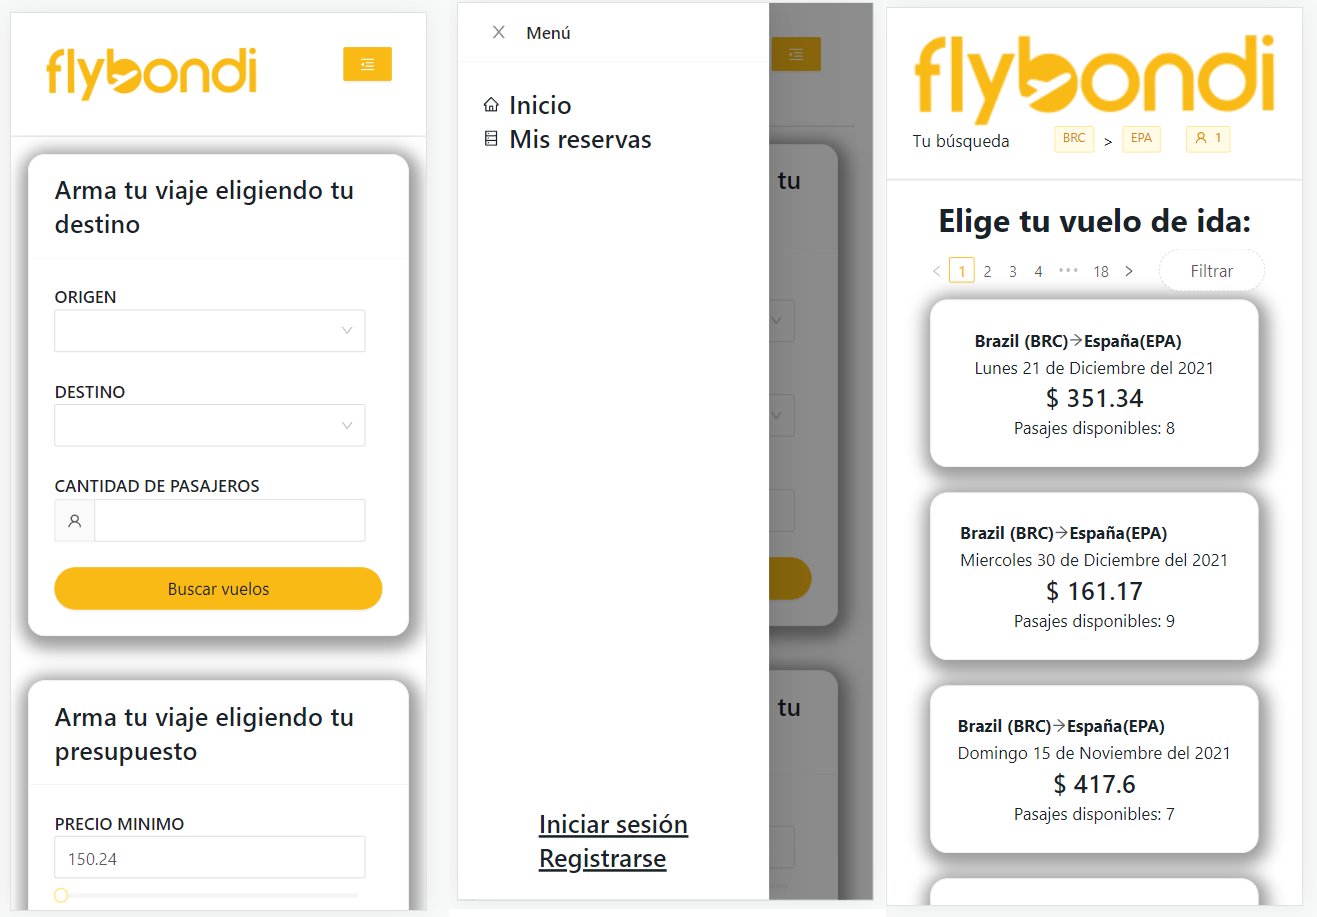 flybondi
Arma tu viaje eligiendo tu
destino
ORIGEN
DESTINO
CANTIDAD DE PASAJEROS
Buscar vuelos
Arma tu viaje eligiendo tu
presupuesto
PRECIO MINIMO
150.24
Menú
Inicio
Mis reservas
Iniciar sesión
Registrarse
tu
tu
flybondi
Tu búsqueda BRC > EPA 1
Elige tu vuelo de ida:
< 1 2 3 4 ••• 18 > Filtrar
Brazil (BRC)→España(EPA)
Lunes 21 de Diciembre del 2021
$ 351.34
Pasajes disponibles: 8
Brazil (BRC)→España(EPA)
Miercoles 30 de Diciembre del 2021
$ 161.17
Pasajes disponibles: 9
Brazil (BRC)→España(EPA)
Domingo 15 de Noviembre del 2021
$ 417.6
Pasajes disponibles: 7